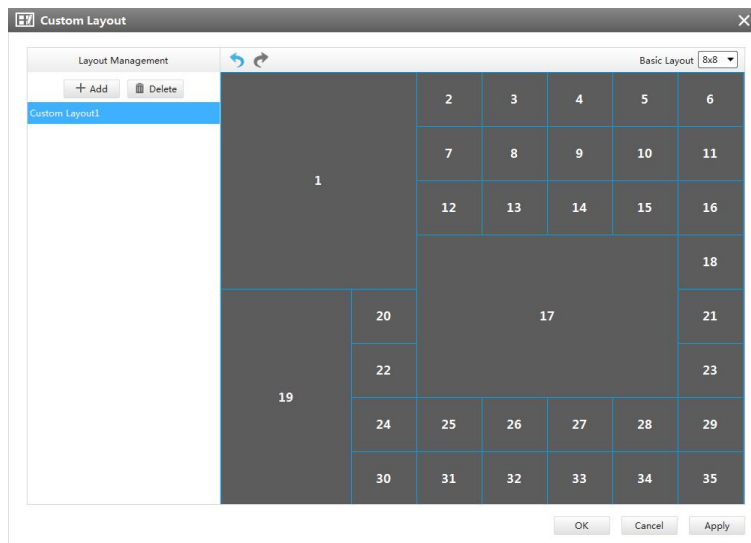 Custom Layout
Layout Management
Basic Layout 8x8
Add Delete
Custom Layout1
2 3 4 5 6
7 8 9 10 11
1
12 13 14 15 16
18
20 17 21
22 23
19
24 25 26 27 28 29
30 31 32 33 34 35
OK Cancel Apply